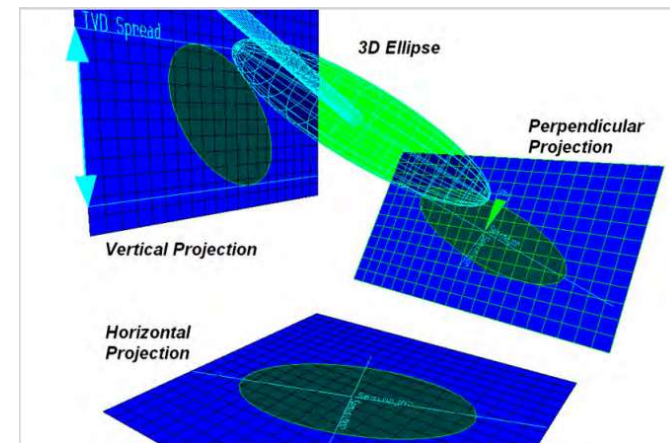 TVD Spread
3D Ellipse
Perpendicular
Projection
Vertical Projection
Horizontal
Projection